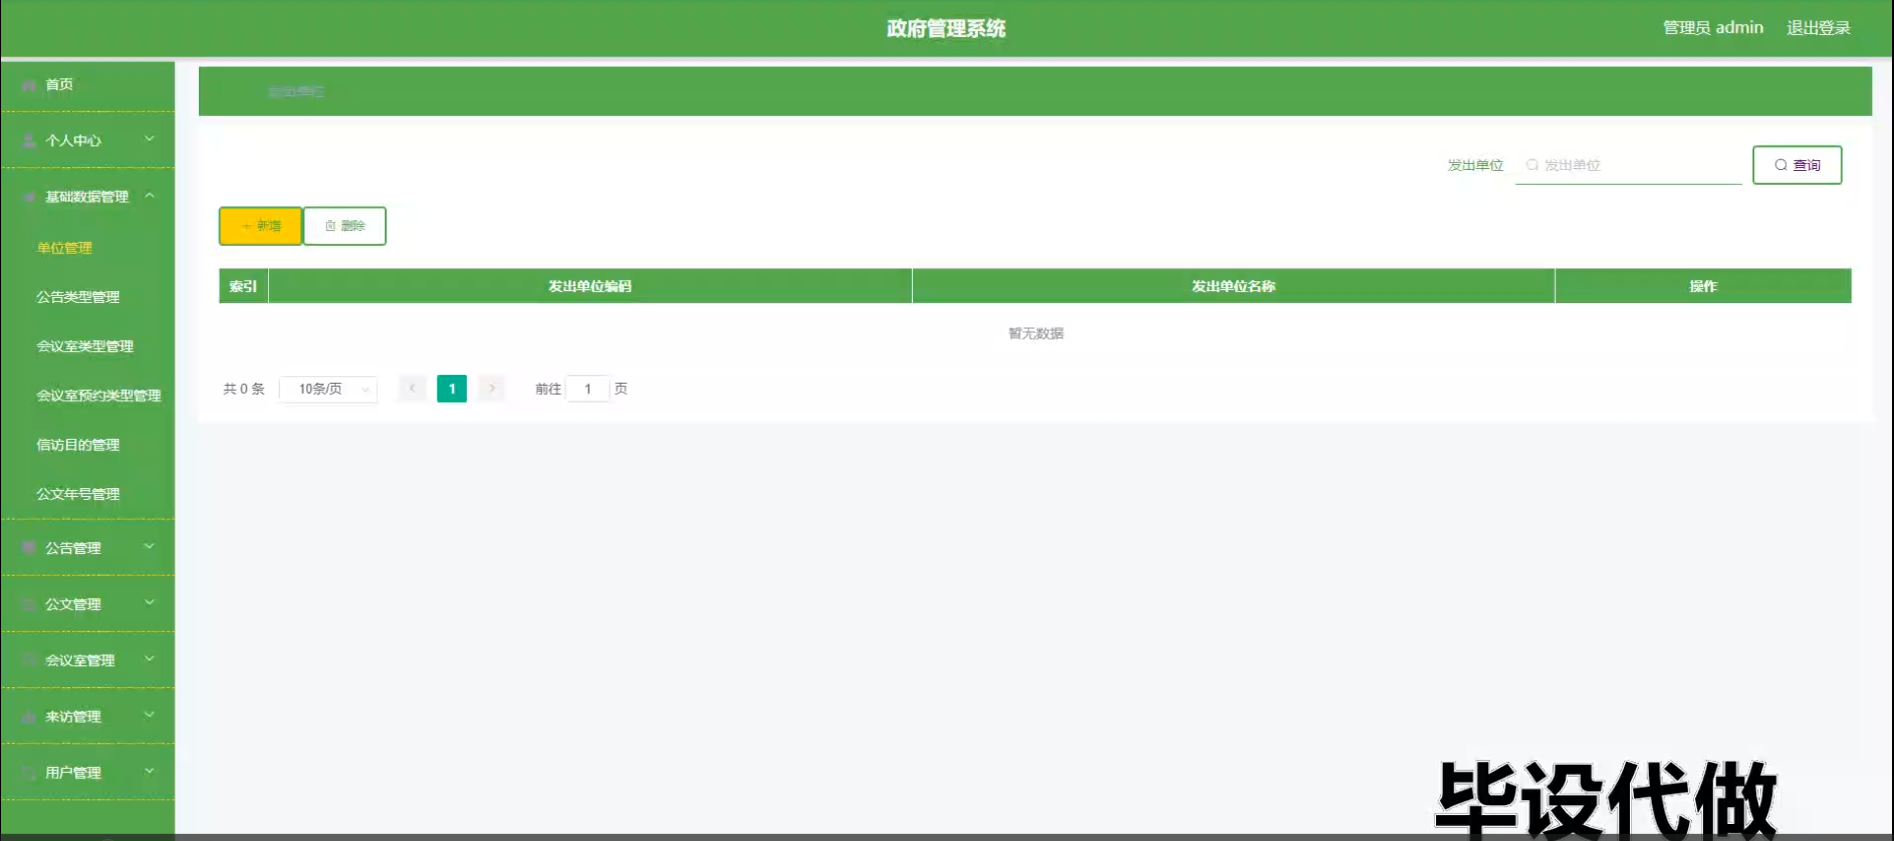 政府管理系统
管理员 admin 退出登录
首页
个人中心
基础数据管理
单位管理
公告类型管理
会议室类型管理
会议室预约类型管理
信访目的管理
公文年号管理
公告管理
公文管理
会议室管理
来访管理
用户管理
发出单位 发出单位 查询
新增 删除
索引 发出单位编码 发出单位名称 操作
暂无数据
共 0 条 10条/页 1 前往 1 页
毕设代做